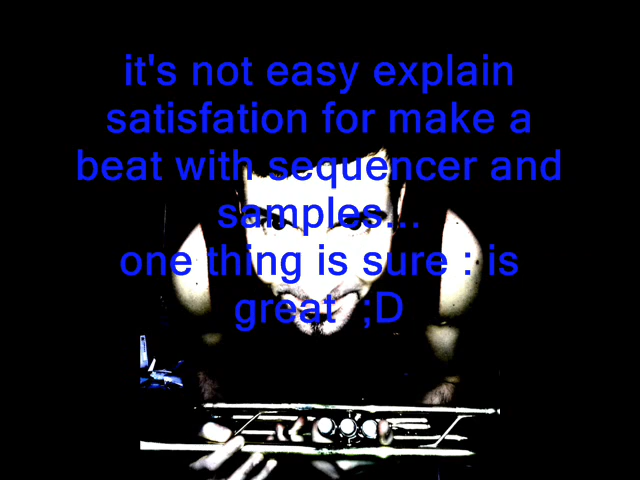 it's not easy explain
satisfation for make a
beat with sequencer and
samples...
one thing is sure : is
great  ;D